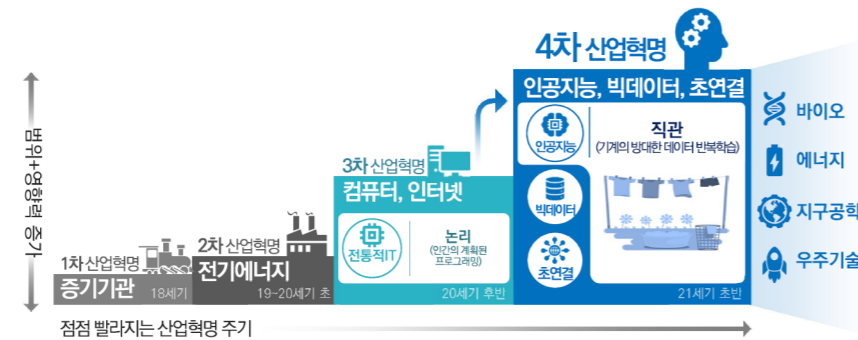 4차 산업혁명
인공지능, 빅데이터, 초연결
인공지능
직관
(기계의 방대한 데이터 반복학습)
빅데이터
초연결
21세기 초반
3차 산업혁명
컴퓨터, 인터넷
전통적IT
논리
(인간의 계획된
프로그래밍)
20세기 후반
2차 산업혁명
전기에너지
19~20세기 초
1차 산업혁명
증기기관
18세기
범위+영향력 증가
점점 빨라지는 산업혁명 주기
바이오
에너지
지구공학
우주기술